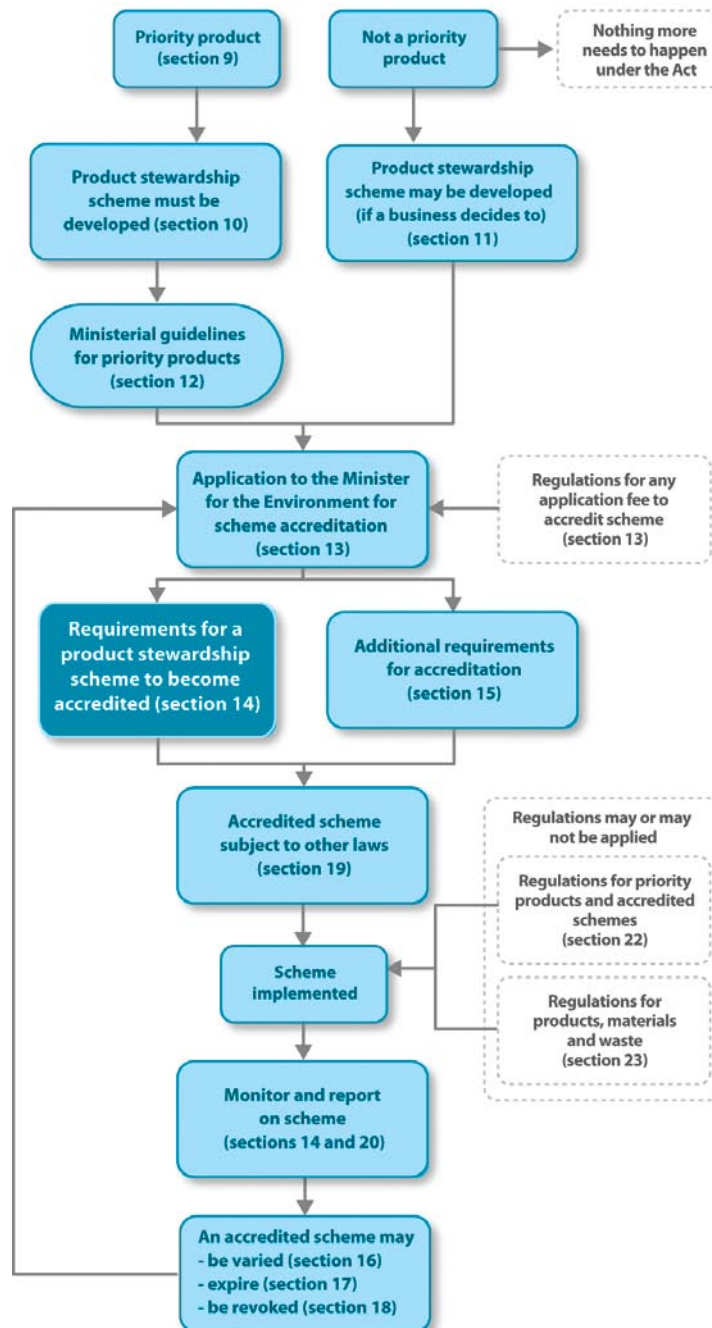 Priority product
(section 9)
Not a priority
product
Nothing more
needs to happen
under the Act
Product stewardship
scheme must be
developed (section 10)
Product stewardship
scheme may be developed
(if a business decides to)
(section 11)
Ministerial guidelines
for priority products
(section 12)
Application to the Minister
for the Environment for
scheme accreditation
(section 13)
Regulations for any
application fee to
accredit scheme
(section 13)
Requirements for a
product stewardship
scheme to become
accredited (section 14)
Additional requirements
for accreditation
(section 15)
Accredited scheme
subject to other laws
(section 19)
Regulations may or may
not be applied
Regulations for priority
products and accredited
schemes
(section 22)
Scheme
implemented
Regulations for
products, materials
and waste
(section 23)
Monitor and report
on scheme
(sections 14 and 20)
An accredited scheme may
- be varied (section 16)
- expire (section 17)
- be revoked (section 18)